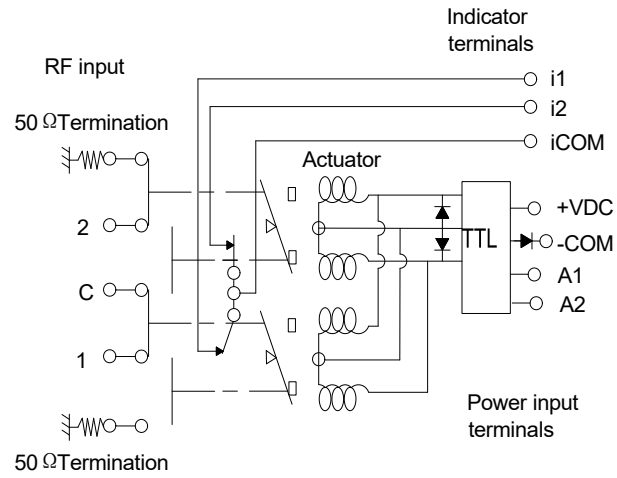 Indicator
terminals
RF input
i1
i2
50 ΩTermination
iCOM
Actuator
+VDC
2
TTL
-COM
A1
C
A2
1
Power input
terminals
50 ΩTermination